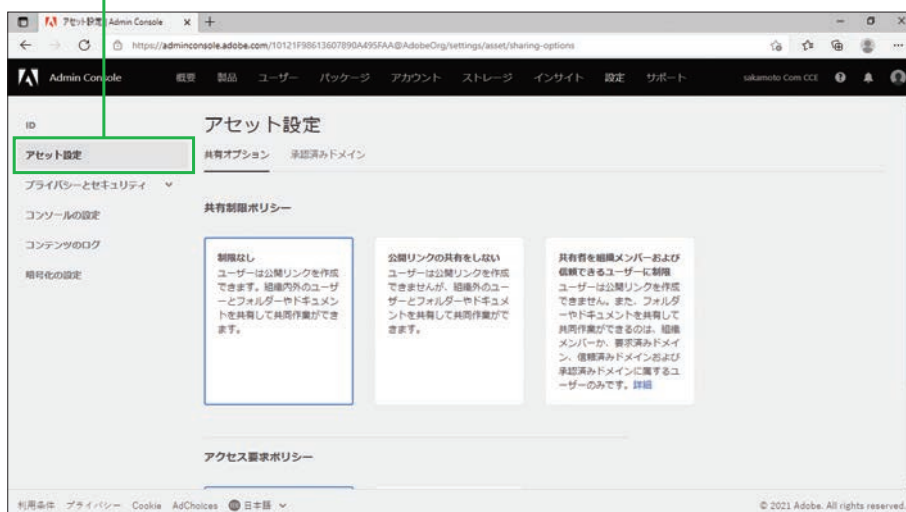 アセット設定 | Admin Console
https://adminconsole.adobe.com/10121F98613607890A495FAA@AdobeOrg/settings/asset/sharing-options
Admin Console 概要 製品 ユーザー パッケージ アカウント ストレージ インサイト 設定 サポート sakamoto Com CCE
ID
アセット設定
プライバシーとセキュリティ
コンソールの設定
コンテンツのログ
暗号化の設定
アセット設定
共有オプション 承認済みドメイン
共有制限ポリシー
制限なし
ユーザーは公開リンクを作成
できます。組織内外のユーザ
ーとフォルダーやドキュメン
トを共有して共同作業ができ
ます。
公開リンクの共有をしない
ユーザーは公開リンクを作成
できませんが、組織外のユー
ザーとフォルダーやドキュメ
ントを共有して共同作業がで
きます。
共有者を組織メンバーおよび
信頼できるユーザーに制限
ユーザーは公開リンクを作成
できません。また、フォルダ
ーやドキュメントを共有して
共同作業ができるのは、組織
メンバーか、要求済みドメイ
ン、信頼済みドメインおよび
承認済みドメインに属するユ
ーザーのみです。詳細
アクセス要求ポリシー
利用条件 プライバシー Cookie AdChoices 日本語
© 2021 Adobe. All rights reserved.